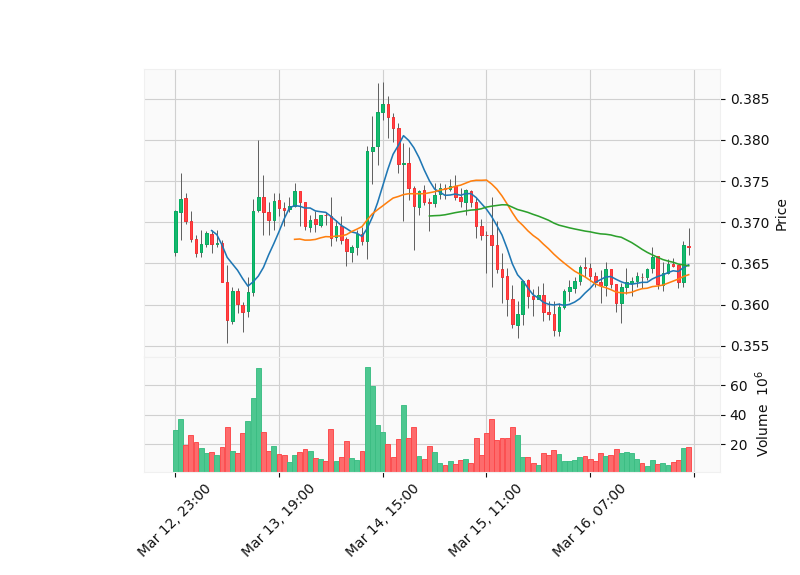 0.385
0.380
0.375
0.370
0.365
0.360
0.355
Price
60
40
20
Volume 10^6
Mar 12, 23:00
Mar 13, 19:00
Mar 14, 15:00
Mar 15, 11:00
Mar 16, 07:00